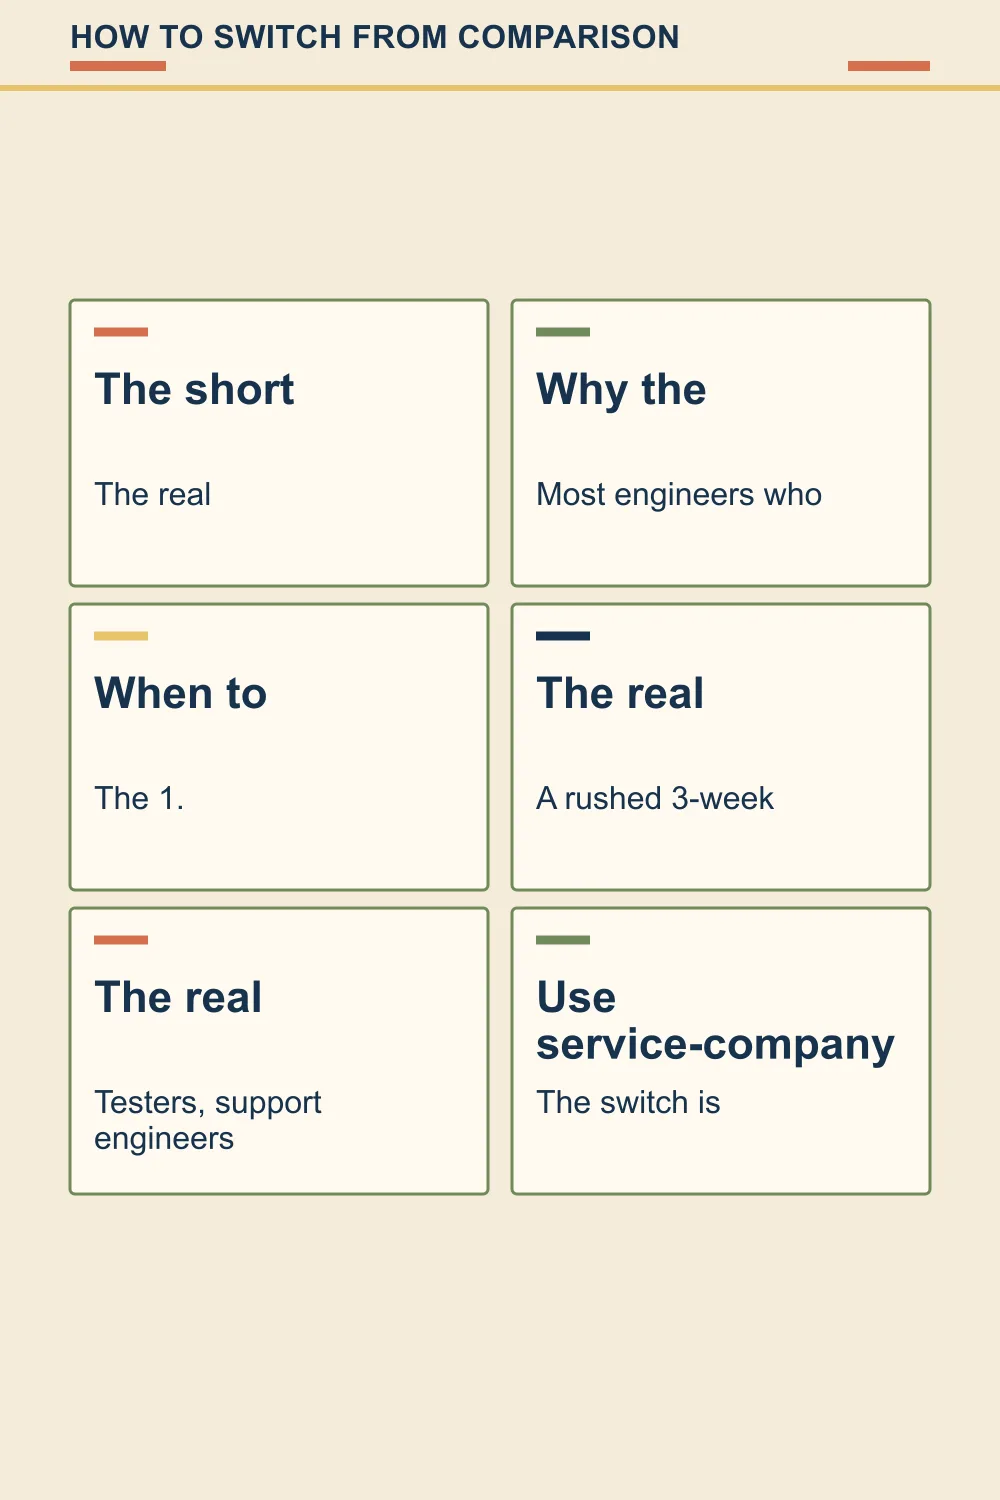 HOW TO SWITCH FROM COMPARISON
The short
The real
Why the
Most engineers who
When to
The 1.
The real
A rushed 3-week
The real
Testers, support
engineers
Use
service-company
The switch is